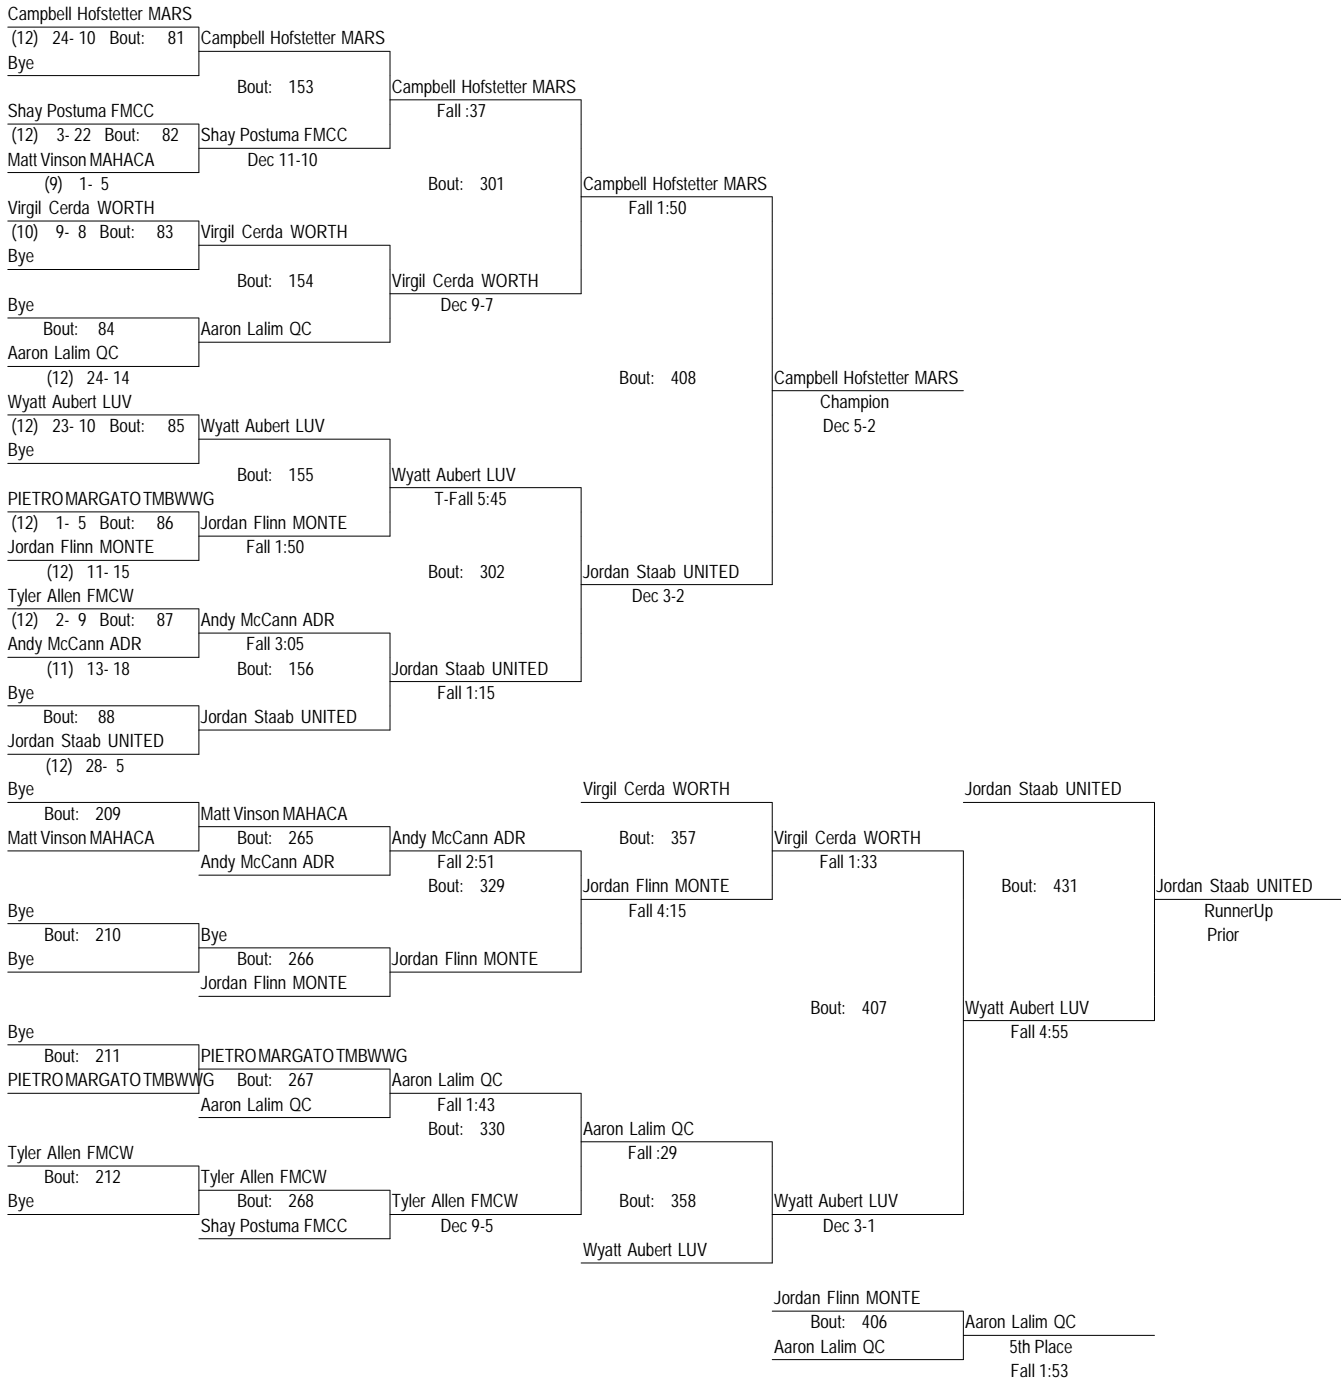 Campbell Hofstetter MARS
(12) 24- 10 Bout: 81 Campbell Hofstetter MARS
Bye
Bout: 153 Campbell Hofstetter MARS
Shay Postuma FMCC Fall :37
(12) 3- 22 Bout: 82 Shay Postuma FMCC
Matt Vinson MAHACA Dec 11-10
(9) 1- 5 Bout: 301 Campbell Hofstetter MARS
Virgil Cerda WORTH Fall 1:50
(10) 9- 8 Bout: 83 Virgil Cerda WORTH
Bye
Bout: 154 Virgil Cerda WORTH
Bye Dec 9-7
Bout: 84 Aaron Lalim QC
Aaron Lalim QC
(12) 24- 14 Bout: 408 Campbell Hofstetter MARS
Wyatt Aubert LUV Champion
(12) 23- 10 Bout: 85 Wyatt Aubert LUV Dec 5-2
Bye
Bout: 155 Wyatt Aubert LUV
PIETRO MARGATO TMBWWG T-Fall 5:45
(12) 1- 5 Bout: 86 Jordan Flinn MONTE
Jordan Flinn MONTE Fall 1:50
(12) 11- 15 Bout: 302 Jordan Staab UNITED
Tyler Allen FMCW Dec 3-2
(12) 2- 9 Bout: 87 Andy McCann ADR
Andy McCann ADR Fall 3:05
(11) 13- 18 Bout: 156 Jordan Staab UNITED
Bye Fall 1:15
Bout: 88 Jordan Staab UNITED
Jordan Staab UNITED
(12) 28- 5
Bye Virgil Cerda WORTH Jordan Staab UNITED
Bout: 209 Matt Vinson MAHACA
Matt Vinson MAHACA Bout: 265 Andy McCann ADR Bout: 357 Virgil Cerda WORTH
Andy McCann ADR Fall 2:51 Fall 1:33
Bout: 329 Jordan Flinn MONTE Bout: 431 Jordan Staab UNITED
Bye Fall 4:15 RunnerUp
Bout: 210 Bye Prior
Bye Bout: 266 Jordan Flinn MONTE
Jordan Flinn MONTE
Bout: 407 Wyatt Aubert LUV
Bye Fall 4:55
Bout: 211 PIETRO MARGATO TMBWWG
PIETRO MARGATO TMBWWG Bout: 267 Aaron Lalim QC
Aaron Lalim QC Fall 1:43
Bout: 330 Aaron Lalim QC
Tyler Allen FMCW Fall :29
Bout: 212 Tyler Allen FMCW
Bye Bout: 268 Tyler Allen FMCW Bout: 358 Wyatt Aubert LUV
Shay Postuma FMCC Dec 9-5 Dec 3-1
Wyatt Aubert LUV
Jordan Flinn MONTE
Bout: 406 Aaron Lalim QC
Aaron Lalim QC 5th Place
Fall 1:53